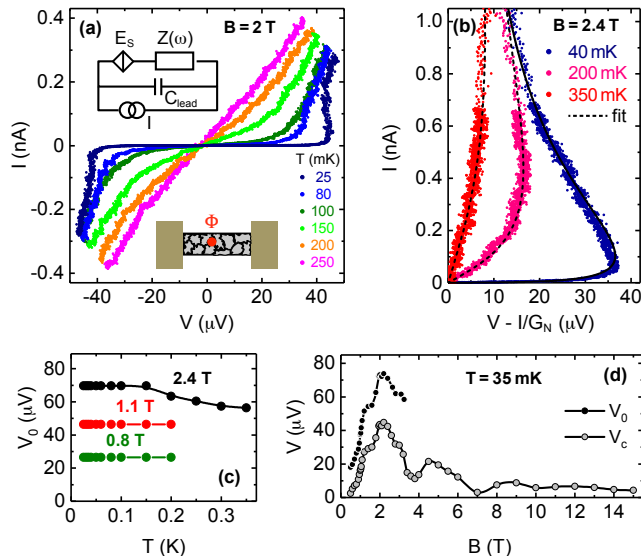 (a)
B = 2 T
E_S
Z(ω)
C_lead
I
Φ
T (mK)
25
80
100
150
200
250
I (nA)
0.4
0.2
0
-0.2
-0.4
-40
-20
0
20
40
V (μV)
(b)
B = 2.4 T
40 mK
200 mK
350 mK
fit
I (nA)
1.0
0.8
0.6
0.4
0.2
0.0
0
10
20
30
40
V - I/G_N (μV)
(c)
2.4 T
1.1 T
0.8 T
V_0 (μV)
100
80
60
40
20
0
0.0
0.1
0.2
0.3
T (K)
(d)
T = 35 mK
V_0
V_c
V (μV)
80
60
40
20
0
0
2
4
6
8
10
12
14
B (T)